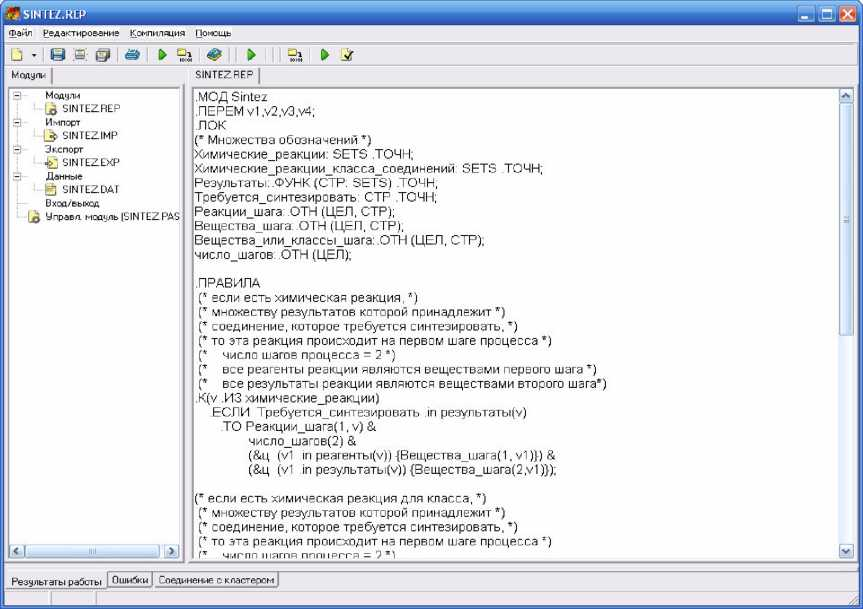 SINTEZ.REP
Файл Редактирование Компиляция Помощь
Модули
Модули
SINTEZ.REP
Импорт
SINTEZ.IMP
Экспорт
SINTEZ.EXP
Данные
SINTEZ.DAT
Вход/выход
Управл. модуль (SINTEZ.PAS
SINTEZ.REP
.МОД Sintez
.ПЕРЕМ v1,v2,v3,v4;
.ЛОК
(* Множества обозначений *)
Химические_реакции: SETS .ТОЧН;
Химические_реакции_класса_соединений: SETS .ТОЧН;
Результаты: .ФУНК (СТР: SETS) .ТОЧН;
Требуется_синтезировать: СТР .ТОЧН;
Реакции_шага: .ОТН (ЦЕЛ, СТР);
Вещества_шага: .ОТН (ЦЕЛ, СТР);
Вещества_или_классы_шага: .ОТН (ЦЕЛ, СТР);
число_шагов: .ОТН (ЦЕЛ);
.ПРАВИЛА
(* если есть химическая реакция, *)
(* множеству результатов которой принадлежит *)
(* соединение, которое требуется синтезировать, *)
(* то эта реакция происходит на первом шаге процесса *)
(* число шагов процесса = 2 *)
(* все реагенты реакции являются веществами первого шага *)
(* все результаты реакции являются веществами второго шага*)
.К(v .ИЗ химические_реакции)
.ЕСЛИ Требуется_синтезировать .in результаты(v)
.ТО Реакции_шага(1, v) &
число_шагов(2) &
(&ц (v1 .in реагенты(v)) {Вещества_шага(1, v1)}) &
(&ц (v1 .in результаты(v)) {Вещества_шага(2,v1)});
(* если есть химическая реакция для класса, *)
(* множеству результатов которой принадлежит *)
(* соединение, которое требуется синтезировать, *)
(* то эта реакция происходит на первом шаге процесса *)
(* число шагов процесса = 2 *)
Результаты работы Ошибки Соединение с кластером